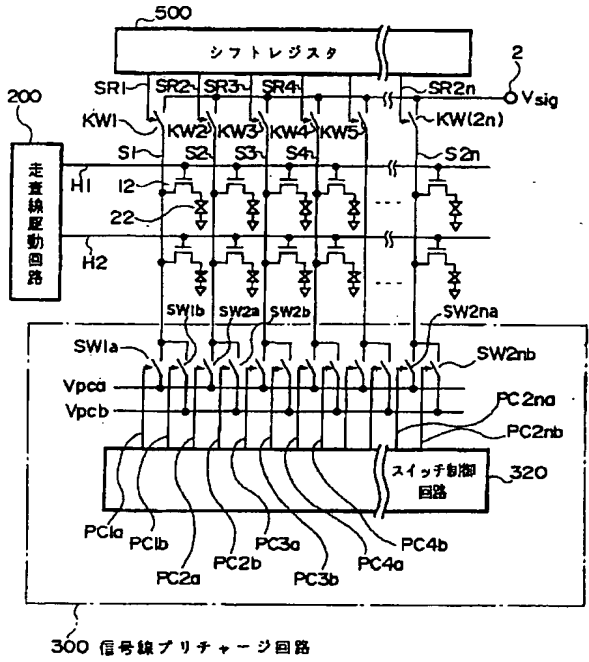 500
シフトレジスタ
2
SR1 SR2 SR3 SR4 SR2n
Vsig
200
KW1 KW2 KW3 KW4 KW5 KW(2n)
走査線駆動回路
S1 S2 S3 S4 S2n
H1 12
22
H2
SW1b SW2a SW2b SW2na
SW1a SW2nb
Vpca
Vpcb
PC2na
PC2nb
スイッチ制御
回路
320
PC1a PC1b PC2a PC2b PC3a PC3b PC4a PC4b
300 信号線プリチャージ回路